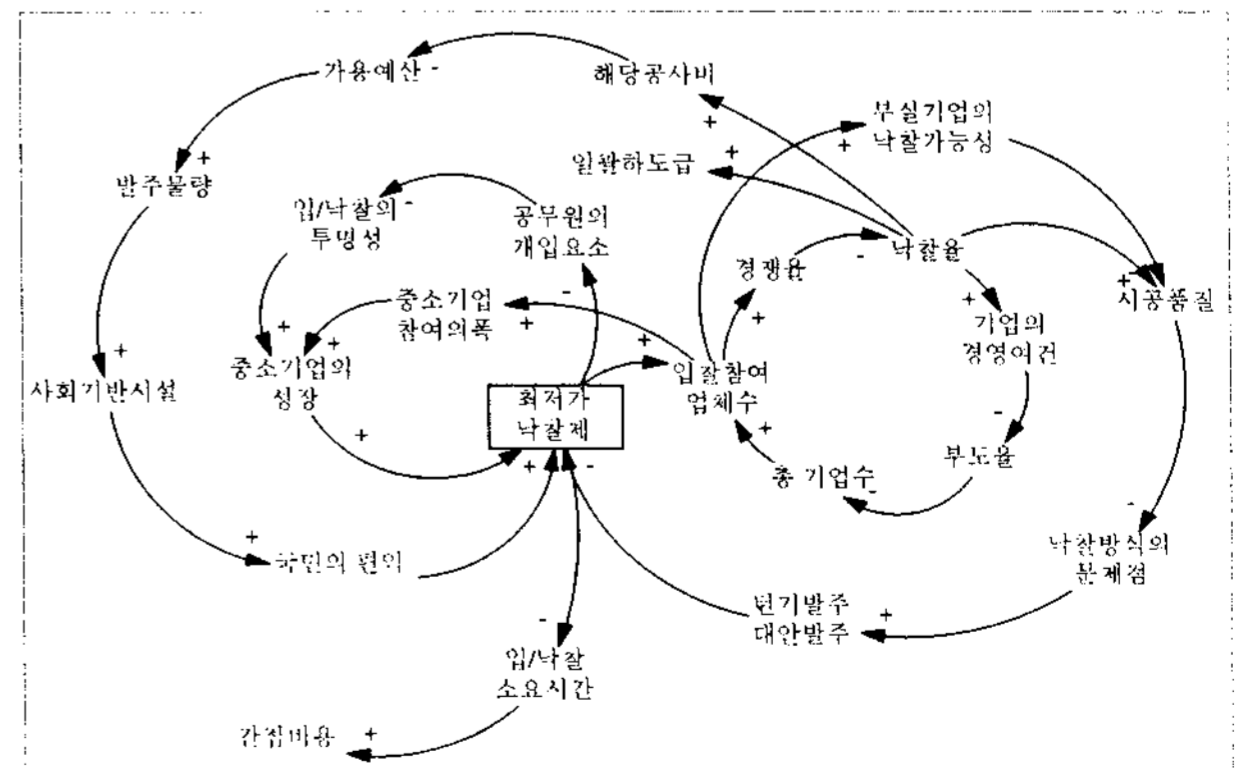 가용예산 -
해당공사비
+
부실기업의
+ 낙찰가능성
일괄하도급
+
+
발주물량
입/낙찰의 -
투명성
공무원의
개입요소
경쟁율
-
낙찰율
+
-
시공품질
중소기업
참여의폭
-
+
+
+
기업의
경영여건
+
+
중소기업의
성장
+
사회기반시설
+
입찰참여
업체수
최저가
낙찰제
-
부도율
+
+
총 기업수
-
+
-
-
낙찰방식의
문제점
+
국민의 편익
턴키발주
대안발주
+
-
입/낙찰
소요시간
간접비용 +